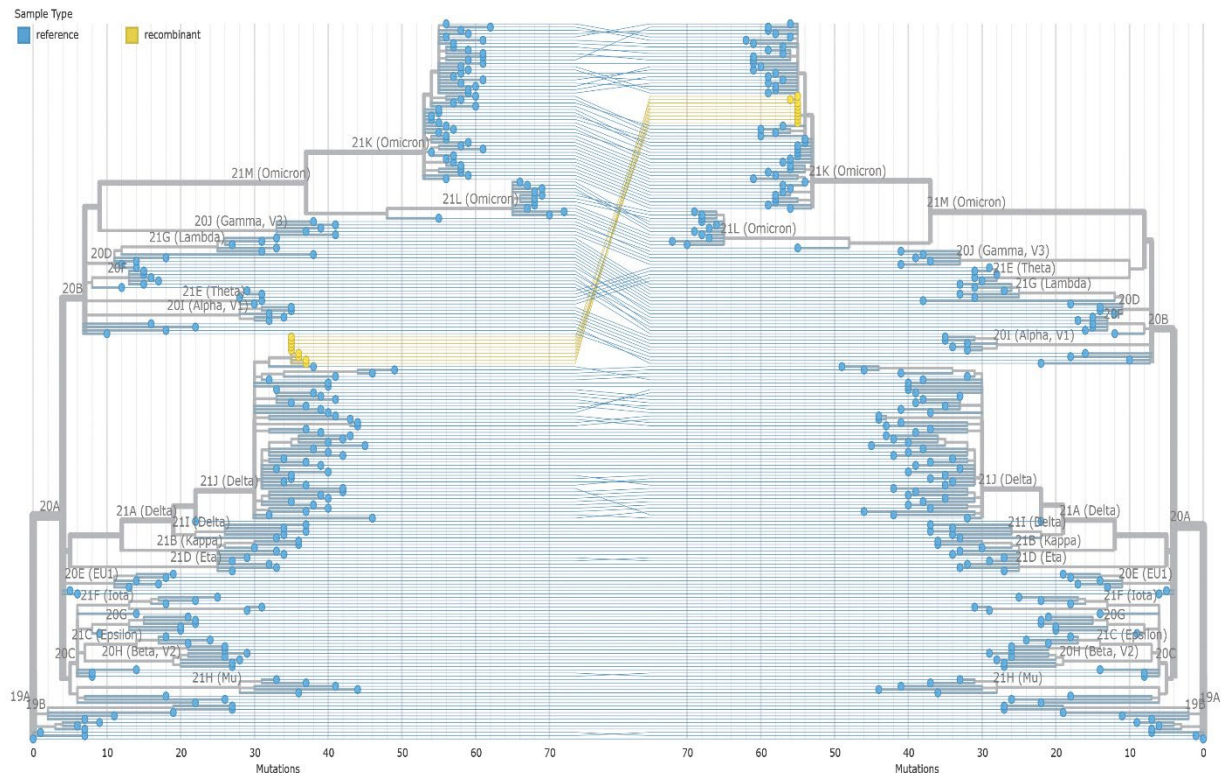 Sample Type
reference
recombinant
21K (Omicron)
21M (Omicron)
21L (Omicron)
20J (Gamma, V3)
21G (Lambda)
20D
20F
20B
21E (Theta)
20I (Alpha, V1)
21J (Delta)
20A
21A (Delta)
21I (Delta)
21B (Kappa)
21D (Eta)
20E (EU1)
21F (Iota)
20G
21C (Epsilon)
20H (Beta, V2)
20C
21H (Mu)
19A
19B
0 10 20 30 40 50 60 70
Mutations
21K (Omicron)
21M (Omicron)
21L (Omicron)
20J (Gamma, V3)
21E (Theta)
21G (Lambda)
20D
20F
20B
20I (Alpha, V1)
21J (Delta)
21A (Delta)
20A
21I (Delta)
21B (Kappa)
21D (Eta)
20E (EU1)
21F (Iota)
20G
21C (Epsilon)
20H (Beta, V2)
20C
21H (Mu)
19A
19B
70 60 50 40 30 20 10 0
Mutations